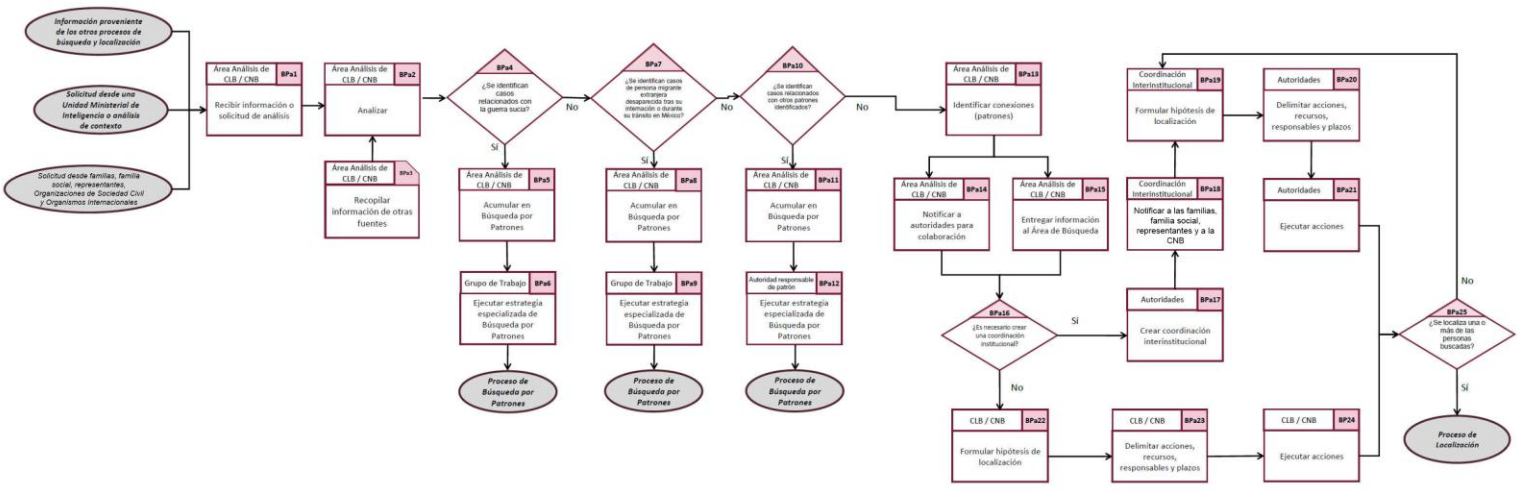 Información proveniente
de los otros procesos de
búsqueda y localización
Solicitud desde una
Unidad Ministerial de
Inteligencia o análisis
de contexto
Solicitud desde familias, familia
social, representantes,
Organizaciones de Sociedad Civil
y Organismos Internacionales
Área Análisis de
CLB / CNB
BPa1
Recibir información o
solicitud de análisis
Área Análisis de
CLB / CNB
BPa2
Analizar
Área Análisis de
CLB / CNB
BPa3
Recopilar
información de otras
fuentes
BPa4
¿Se identifican
casos
relacionados con
la guerra sucia?
No
Sí
Área Análisis de
CLB / CNB
BPa5
Acumular en
Búsqueda por
Patrones
Grupo de Trabajo
BPa6
Ejecutar estrategia
especializada de
Búsqueda por
Patrones
Proceso de
Búsqueda por
Patrones
BPa7
¿Se identifican casos
de persona migrante
extranjera
desaparecida tras su
internación o durante
su tránsito en México?
No
Sí
Área Análisis de
CLB / CNB
BPa8
Acumular en
Búsqueda por
Patrones
Grupo de Trabajo
BPa9
Ejecutar estrategia
especializada de
Búsqueda por
Patrones
Proceso de
Búsqueda por
Patrones
BPa10
¿Se identifican
casos relacionados
con otros patrones
identificados?
No
Sí
Área Análisis de
CLB / CNB
BPa11
Acumular en
Búsqueda por
Patrones
Autoridad responsable
de patrón
BPa12
Ejecutar estrategia
especializada de
Búsqueda por
Patrones
Proceso de
Búsqueda por
Patrones
Área Análisis de
CLB / CNB
BPa13
Identificar conexiones
(patrones)
Área Análisis de
CLB / CNB
BPa14
Notificar a
autoridades para
colaboración
Área Análisis de
CLB / CNB
BPa15
Entregar información
al Área de Búsqueda
BPa16
¿Es necesario crear
una coordinación
institucional?
Sí
No
Autoridades
BPa17
Crear coordinación
interinstitucional
Coordinación
Interinstitucional
BPa18
Notificar a las familias,
familia social,
representantes y a la
CNB
Coordinación
Interinstitucional
BPa19
Formular hipótesis de
localización
Autoridades
BPa20
Delimitar acciones,
recursos,
responsables y plazos
Autoridades
BPa21
Ejecutar acciones
CLB / CNB
BPa22
Formular hipótesis de
localización
CLB / CNB
BPa23
Delimitar acciones,
recursos,
responsables y plazos
CLB / CNB
BP24
Ejecutar acciones
No
BPa25
¿Se localiza una o
más de las
personas
buscadas?
Sí
Proceso de
Localización